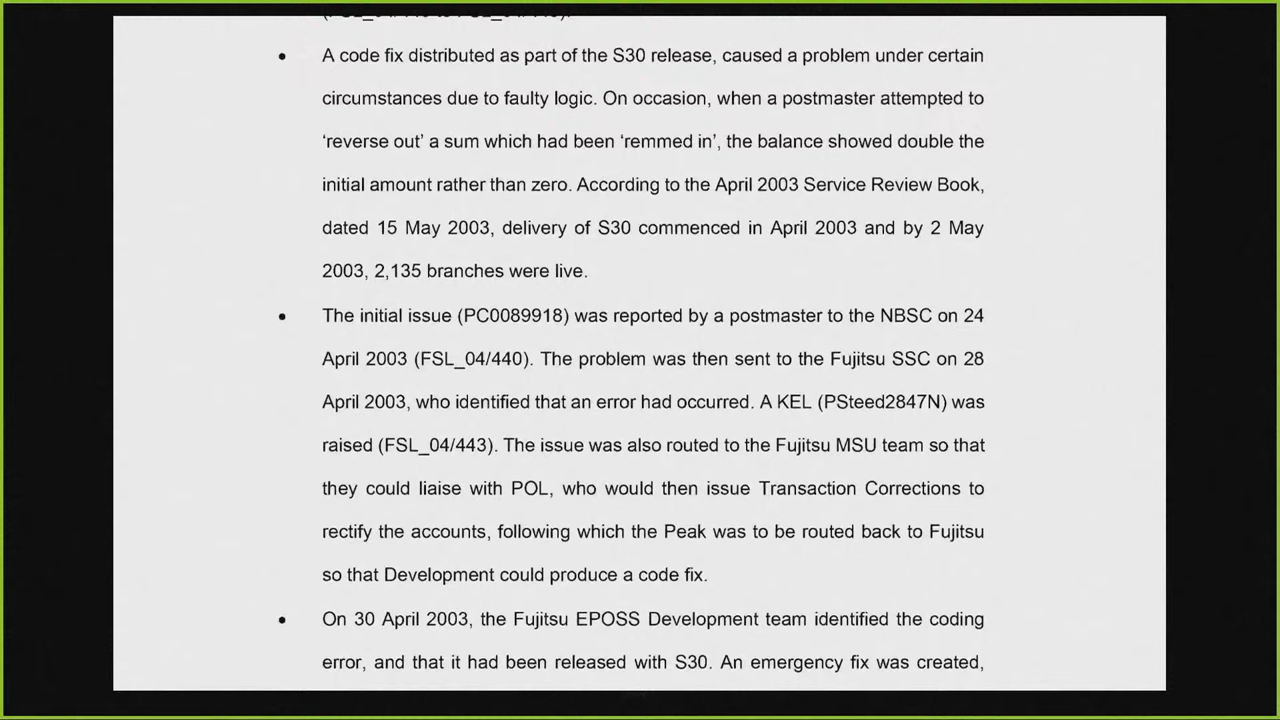 • A code fix distributed as part of the S30 release, caused a problem under certain
circumstances due to faulty logic. On occasion, when a postmaster attempted to
‘reverse out’ a sum which had been ‘remmed in’, the balance showed double the
initial amount rather than zero. According to the April 2003 Service Review Book,
dated 15 May 2003, delivery of S30 commenced in April 2003 and by 2 May
2003, 2,135 branches were live.
• The initial issue (PC0089918) was reported by a postmaster to the NBSC on 24
April 2003 (FSL_04/440). The problem was then sent to the Fujitsu SSC on 28
April 2003, who identified that an error had occurred. A KEL (PSteed2847N) was
raised (FSL_04/443). The issue was also routed to the Fujitsu MSU team so that
they could liaise with POL, who would then issue Transaction Corrections to
rectify the accounts, following which the Peak was to be routed back to Fujitsu
so that Development could produce a code fix.
• On 30 April 2003, the Fujitsu EPOSS Development team identified the coding
error, and that it had been released with S30. An emergency fix was created,